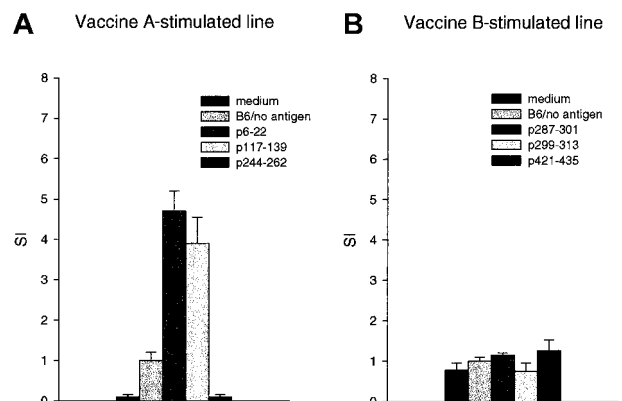 A
Vaccine A-stimulated line
8
7
6
5
4
3
2
1
0
SI
medium
B6/no antigen
p6-22
p117-139
p244-262
B
Vaccine B-stimulated line
8
7
6
5
4
3
2
1
0
SI
medium
B6/no antigen
p287-301
p299-313
p421-435